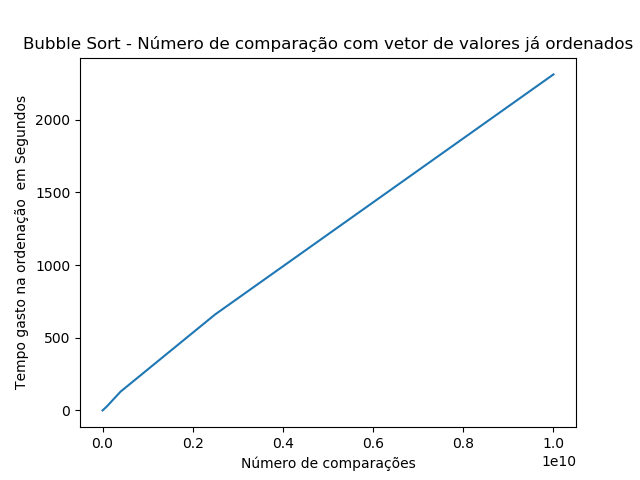 Bubble Sort - Número de comparação com vetor de valores já ordenados
Tempo gasto na ordenação  em Segundos
2000
1500
1000
500
0
0.0 0.2 0.4 0.6 0.8 1.0
1e10
Número de comparações